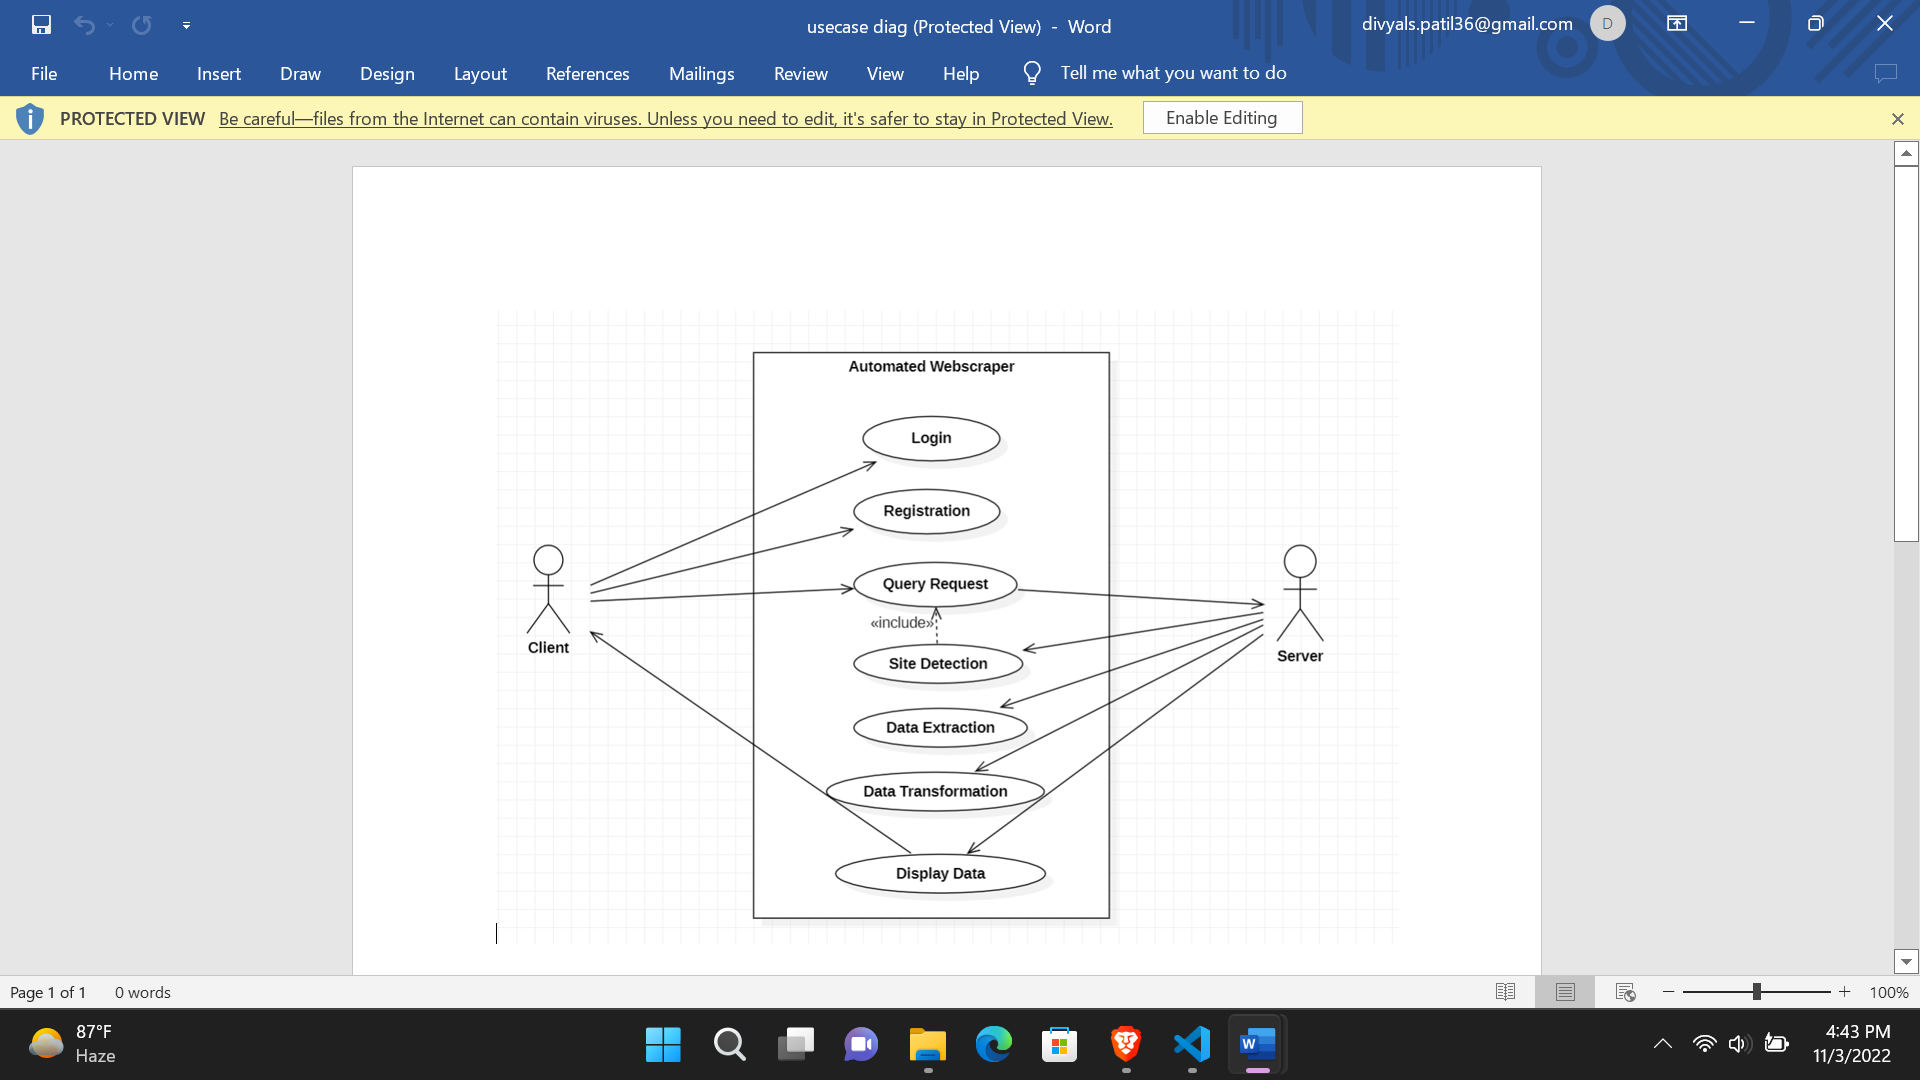 usecase diag (Protected View) - Word
divyals.patil36@gmail.com
D
File Home Insert Draw Design Layout References Mailings Review View Help Tell me what you want to do
PROTECTED VIEW Be careful—files from the Internet can contain viruses. Unless you need to edit, it's safer to stay in Protected View. Enable Editing
Automated Webscraper
Login
Registration
Query Request
«include»
Site Detection
Data Extraction
Data Transformation
Display Data
Client
Server
Page 1 of 1 0 words
100%
87°F
Haze
W
4:43 PM
11/3/2022